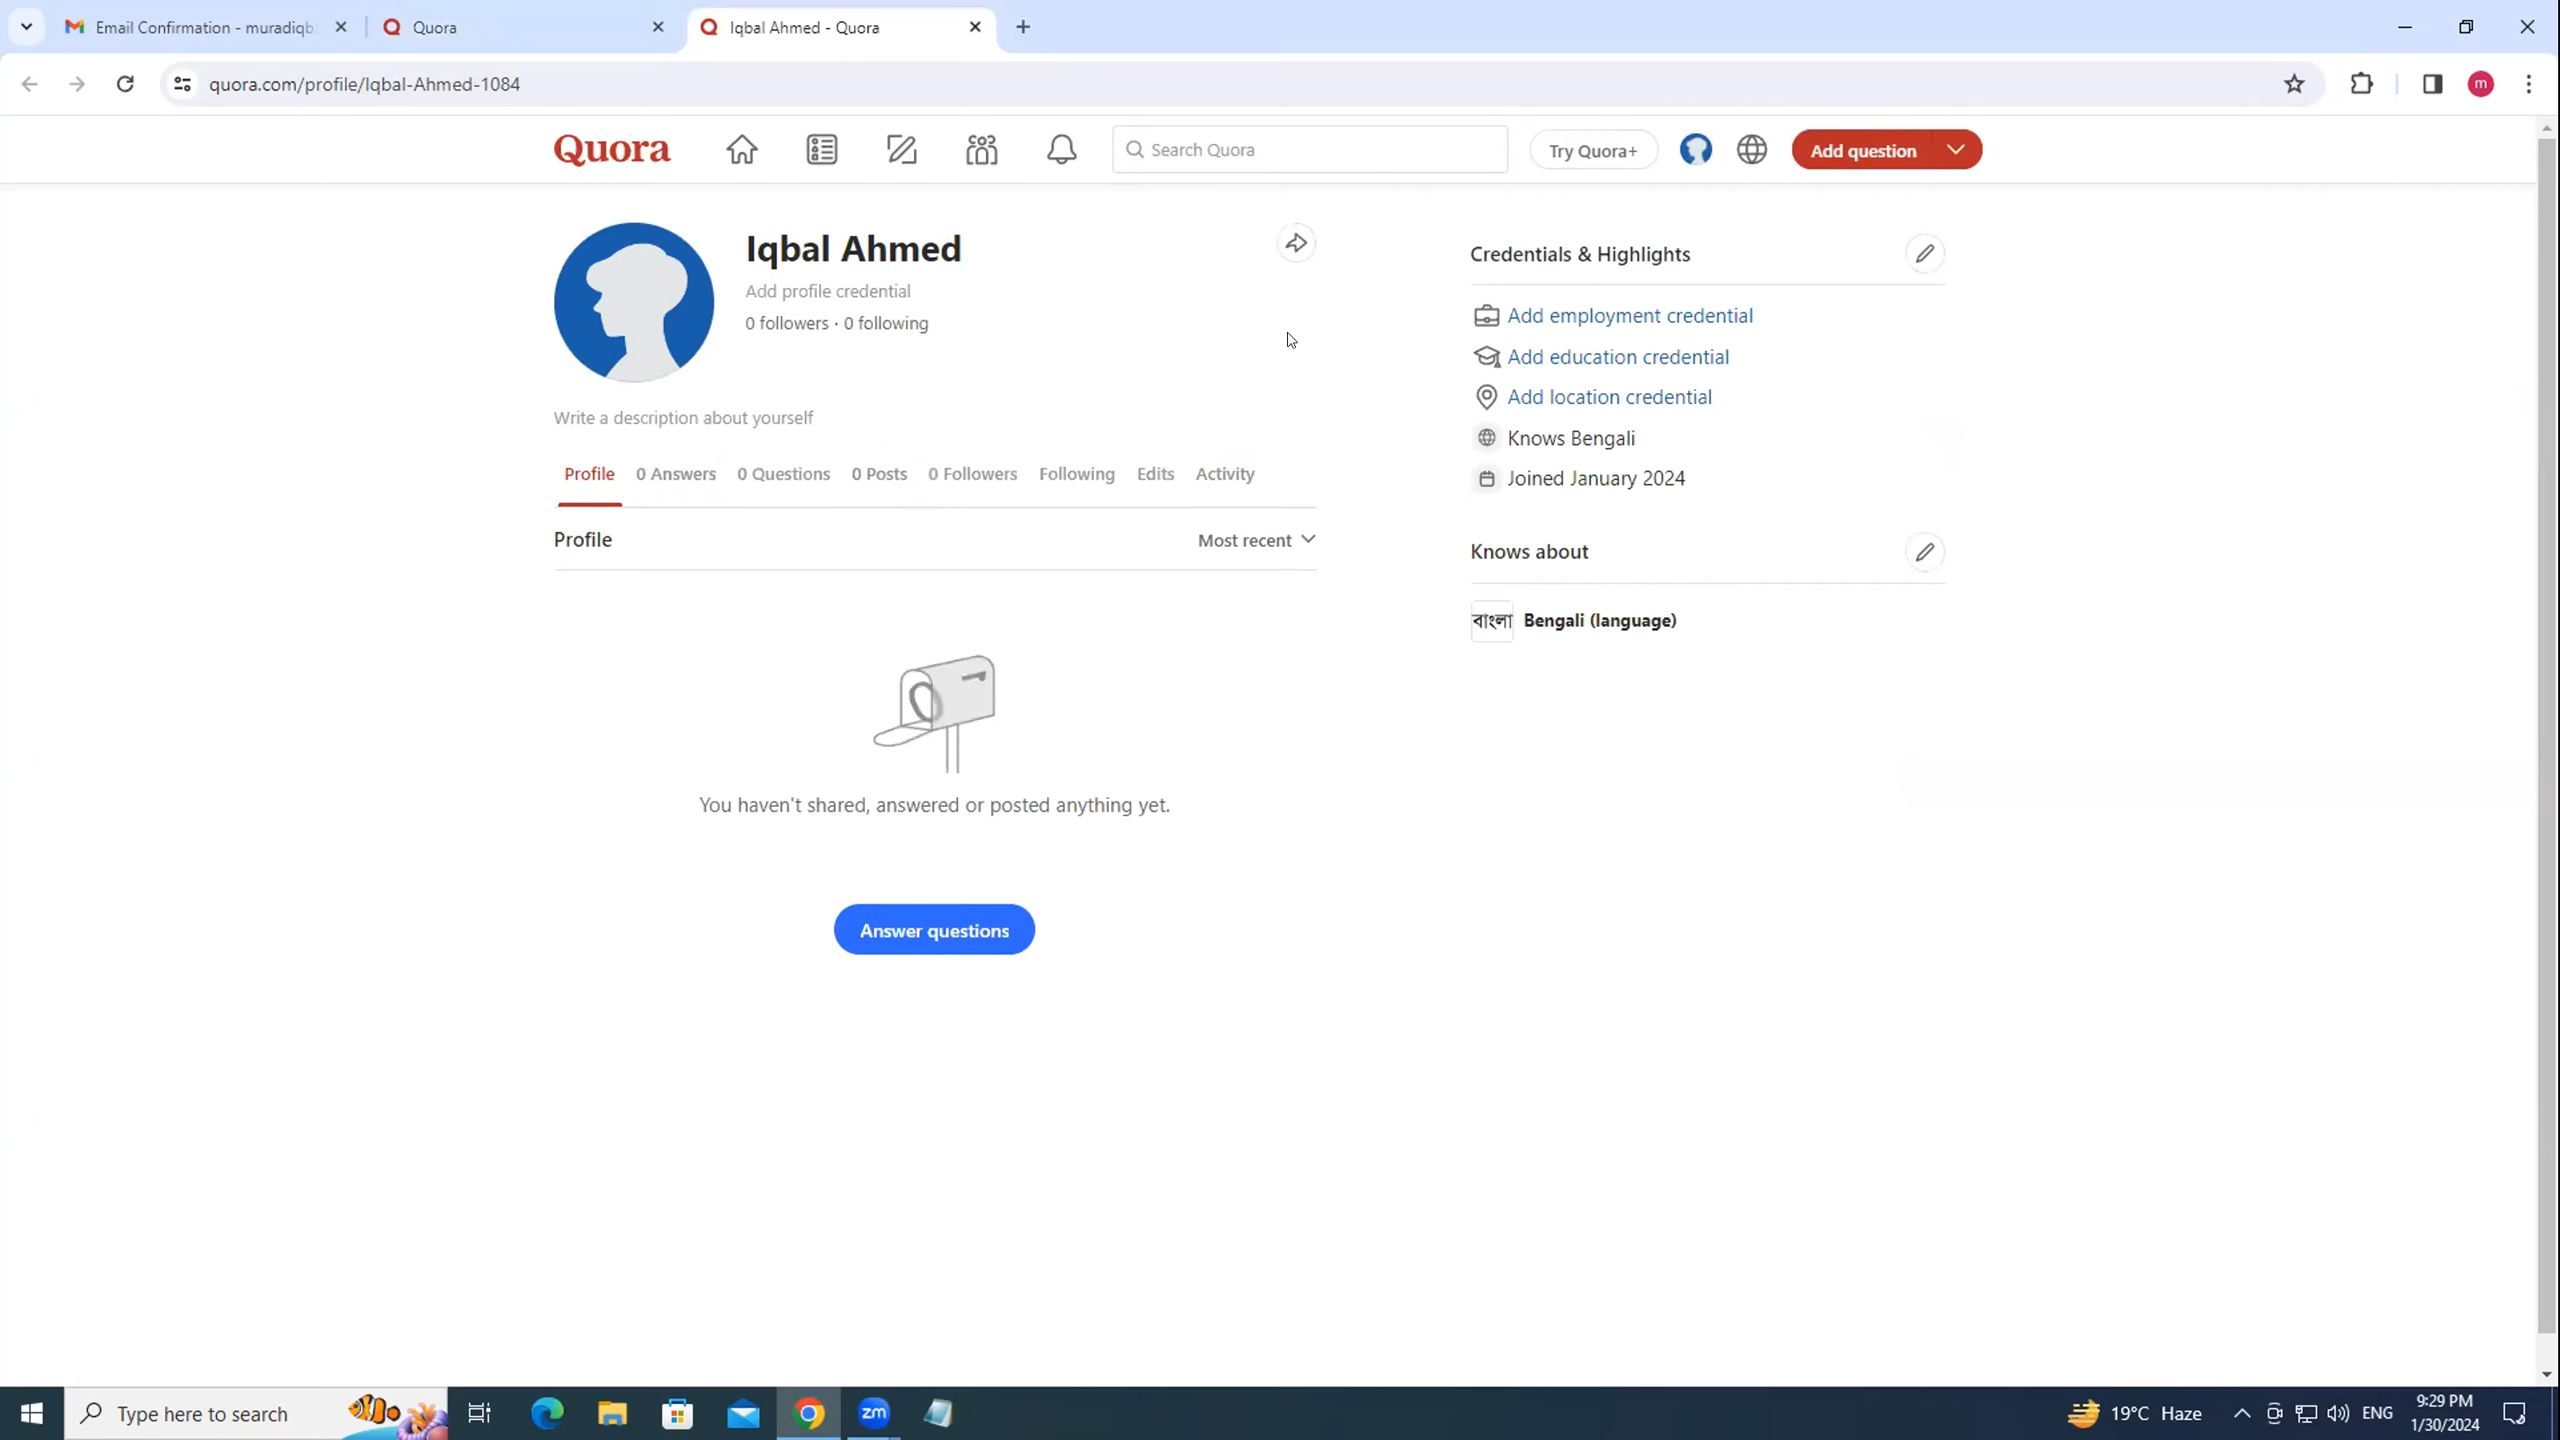 Email Confirmation - muradiqb
Quora
Iqbal Ahmed - Quora
quora.com/profile/Iqbal-Ahmed-1084
m
Quora
Search Quora
Try Quora+
Add question
Iqbal Ahmed
Add profile credential
0 followers · 0 following
Write a description about yourself
Profile 0 Answers 0 Questions 0 Posts 0 Followers Following Edits Activity
Profile
Most recent
You haven't shared, answered or posted anything yet.
Answer questions
Credentials & Highlights
Add employment credential
Add education credential
Add location credential
Knows Bengali
Joined January 2024
Knows about
বাংলা Bengali (language)
Type here to search
zm
19°C Haze
ENG
9:29 PM
1/30/2024